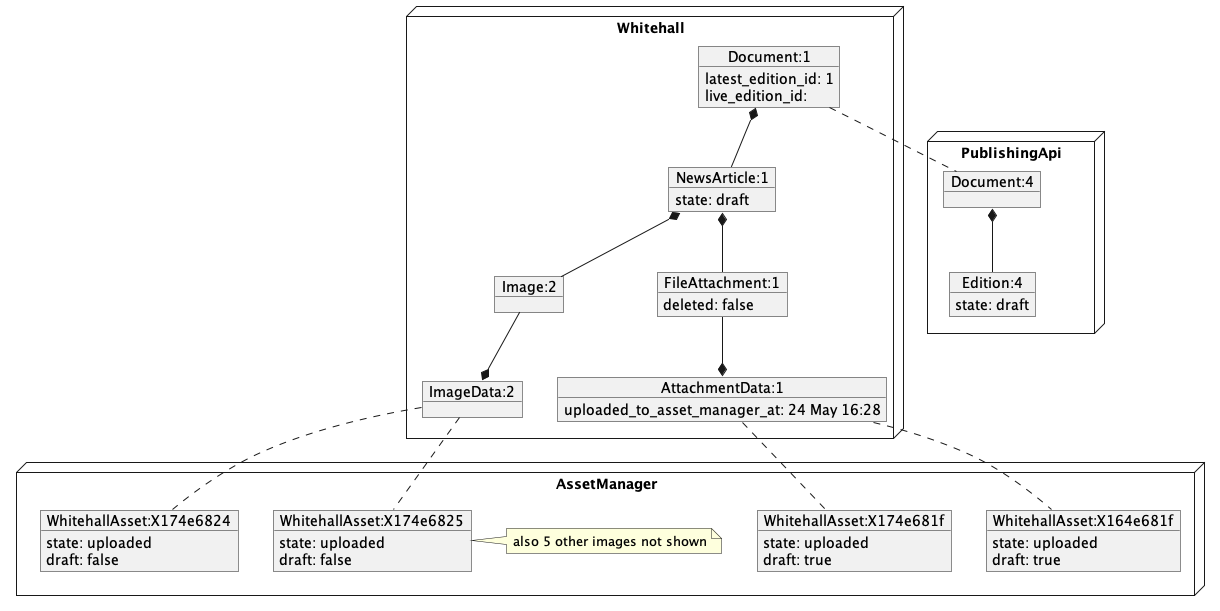 Whitehall
Document:1
latest_edition_id: 1
live_edition_id:
PublishingApi
Document:4
NewsArticle:1
state: draft
Image:2
FileAttachment:1
deleted: false
Edition:4
state: draft
ImageData:2
AttachmentData:1
uploaded_to_asset_manager_at: 24 May 16:28
AssetManager
WhitehallAsset:X174e6824
state: uploaded
draft: false
WhitehallAsset:X174e6825
state: uploaded
draft: false
also 5 other images not shown
WhitehallAsset:X174e681f
state: uploaded
draft: true
WhitehallAsset:X164e681f
state: uploaded
draft: true